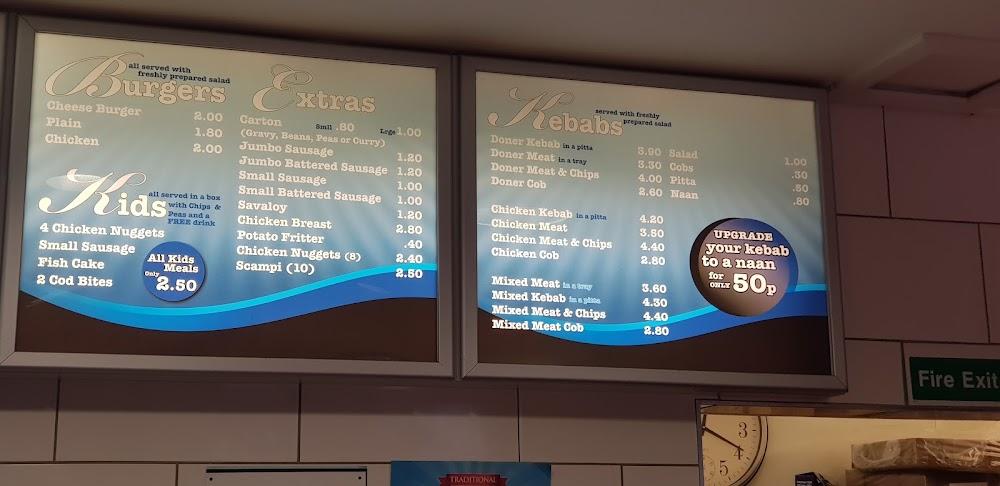 Burgers
all served with
freshly prepared salad
Cheese Burger 2.00
Plain 1.80
Chicken 2.00
Kids
all served in a box
with Chips &
Peas and a
FREE drink
4 Chicken Nuggets
Small Sausage
Fish Cake
2 Cod Bites
All Kids
Meals
Only
2.50
Extras
Carton Smll .80 Lrge 1.00
(Gravy, Beans, Peas or Curry)
Jumbo Sausage 1.20
Jumbo Battered Sausage 1.20
Small Sausage 1.00
Small Battered Sausage 1.00
Savaloy 1.20
Chicken Breast 2.80
Potato Fritter .40
Chicken Nuggets (8) 2.40
Scampi (10) 2.50
Kebabs
served with freshly
prepared salad
Doner Kebab in a pitta 3.90
Doner Meat in a tray 3.30
Doner Meat & Chips 4.00
Doner Cob 2.60
Salad 1.00
Cobs .30
Pitta .50
Naan .80
Chicken Kebab in a pitta 4.20
Chicken Meat 3.50
Chicken Meat & Chips 4.40
Chicken Cob 2.80
Mixed Meat in a tray 3.60
Mixed Kebab in a pitta 4.30
Mixed Meat & Chips 4.40
Mixed Meat Cob 2.80
UPGRADE
your kebab
to a naan
for
ONLY 50p
Fire Exit
3
4
5
TRADITIONAL